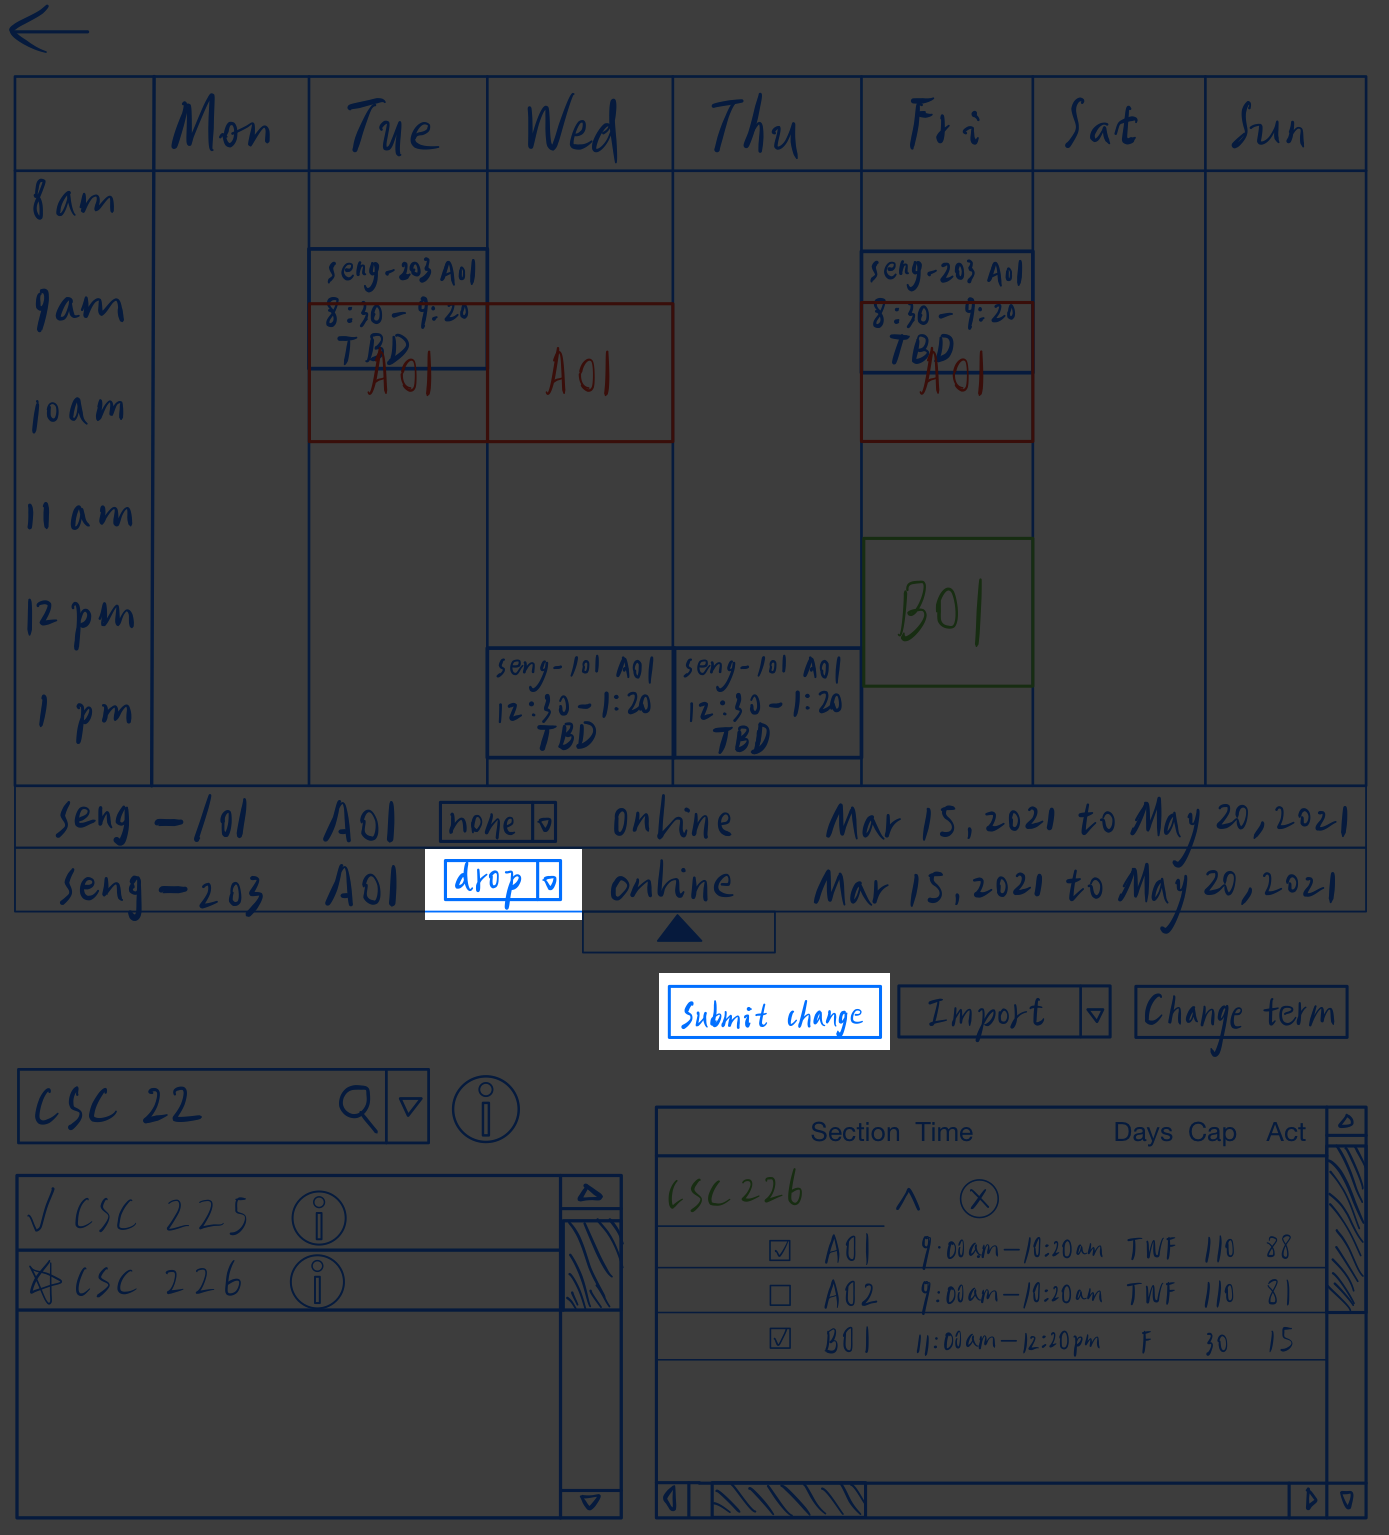 Mon Tue Wed Thu Fri Sat Sun
8am
seng-203 A01
8:30-9:20
TBD
seng-203 A01
8:30-9:20
TBD
9am
A01 A01 A01
10am
11am
B01
12pm
seng-101 A01
12:30-1:20
TBD
seng-101 A01
12:30-1:20
TBD
1pm
seng-101 A01 none online Mar 15, 2021 to May 20, 2021
seng-203 A01 drop online Mar 15, 2021 to May 20, 2021
Submit change Import Change term
CSC 22
CSC 225
CSC 226
Section Time Days Cap Act
CSC 226
A01 9:00am-10:20am TWF 110 88
A02 9:00am-10:20am TWF 110 81
B01 11:00am-12:20pm F 30 15